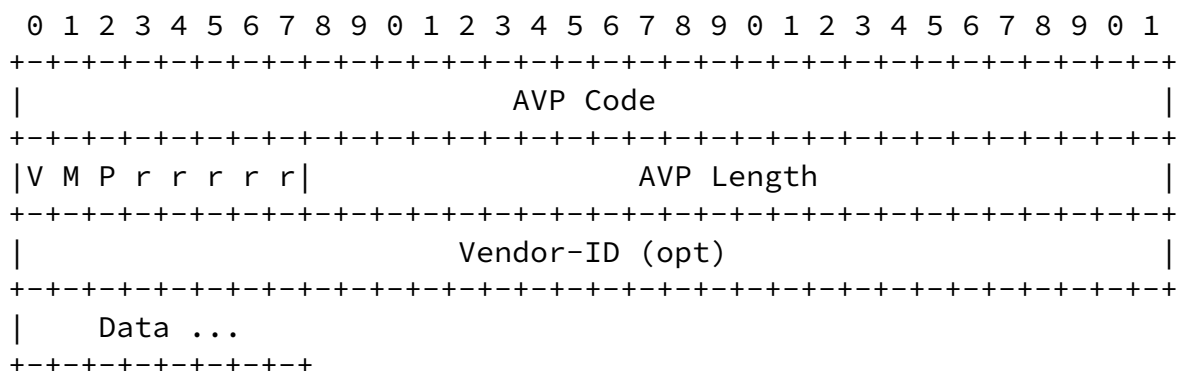 0 1 2 3 4 5 6 7 8 9 0 1 2 3 4 5 6 7 8 9 0 1 2 3 4 5 6 7 8 9 0 1
+-+-+-+-+-+-+-+-+-+-+-+-+-+-+-+-+-+-+-+-+-+-+-+-+-+-+-+-+-+-+-+-+
|                           AVP Code                            |
+-+-+-+-+-+-+-+-+-+-+-+-+-+-+-+-+-+-+-+-+-+-+-+-+-+-+-+-+-+-+-+-+
|V M P r r r r r|                  AVP Length                   |
+-+-+-+-+-+-+-+-+-+-+-+-+-+-+-+-+-+-+-+-+-+-+-+-+-+-+-+-+-+-+-+-+
|                        Vendor-ID (opt)                        |
+-+-+-+-+-+-+-+-+-+-+-+-+-+-+-+-+-+-+-+-+-+-+-+-+-+-+-+-+-+-+-+-+
|    Data ...
+-+-+-+-+-+-+-+-+